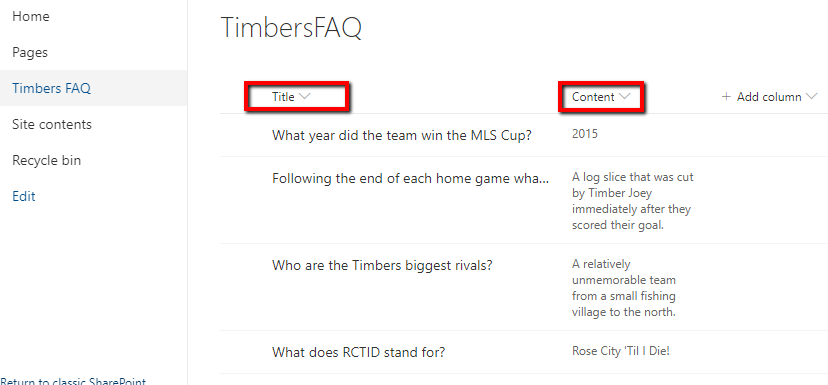 Home
Pages
Timbers FAQ
Site contents
Recycle bin
Edit
Return to classic SharePoint
TimbersFAQ
Title
Content
+ Add column
What year did the team win the MLS Cup?
2015
Following the end of each home game wha...
A log slice that was cut
by Timber Joey
immediately after they
scored their goal.
Who are the Timbers biggest rivals?
A relatively
unmemorable team
from a small fishing
village to the north.
What does RCTID stand for?
Rose City 'Til I Die!